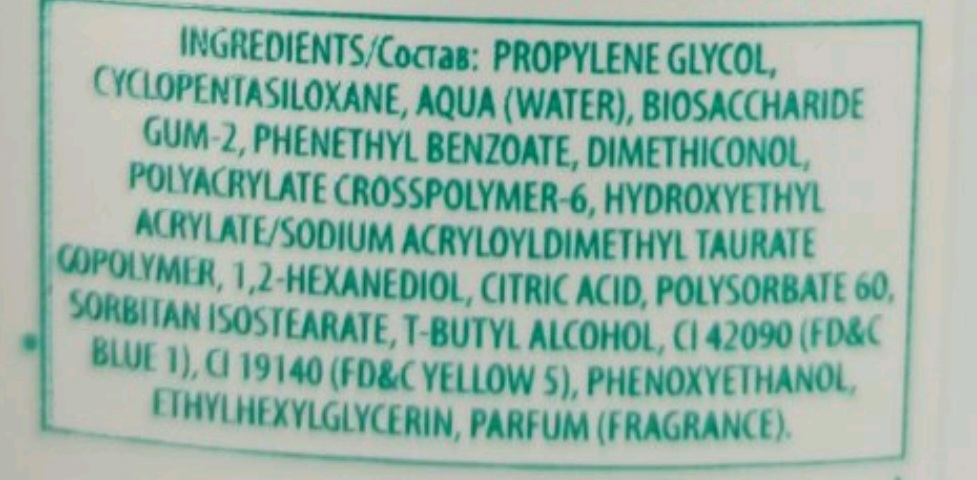 INGREDIENTS/Состав: PROPYLENE GLYCOL,
CYCLOPENTASILOXANE, AQUA (WATER), BIOSACCHARIDE
GUM-2, PHENETHYL BENZOATE, DIMETHICONOL,
POLYACRYLATE CROSSPOLYMER-6, HYDROXYETHYL
ACRYLATE/SODIUM ACRYLOYLDIMETHYL TAURATE
COPOLYMER, 1,2-HEXANEDIOL, CITRIC ACID, POLYSORBATE 60,
SORBITAN ISOSTEARATE, T-BUTYL ALCOHOL, CI 42090 (FD&C
BLUE 1), CI 19140 (FD&C YELLOW 5), PHENOXYETHANOL,
ETHYLHEXYLGLYCERIN, PARFUM (FRAGRANCE).